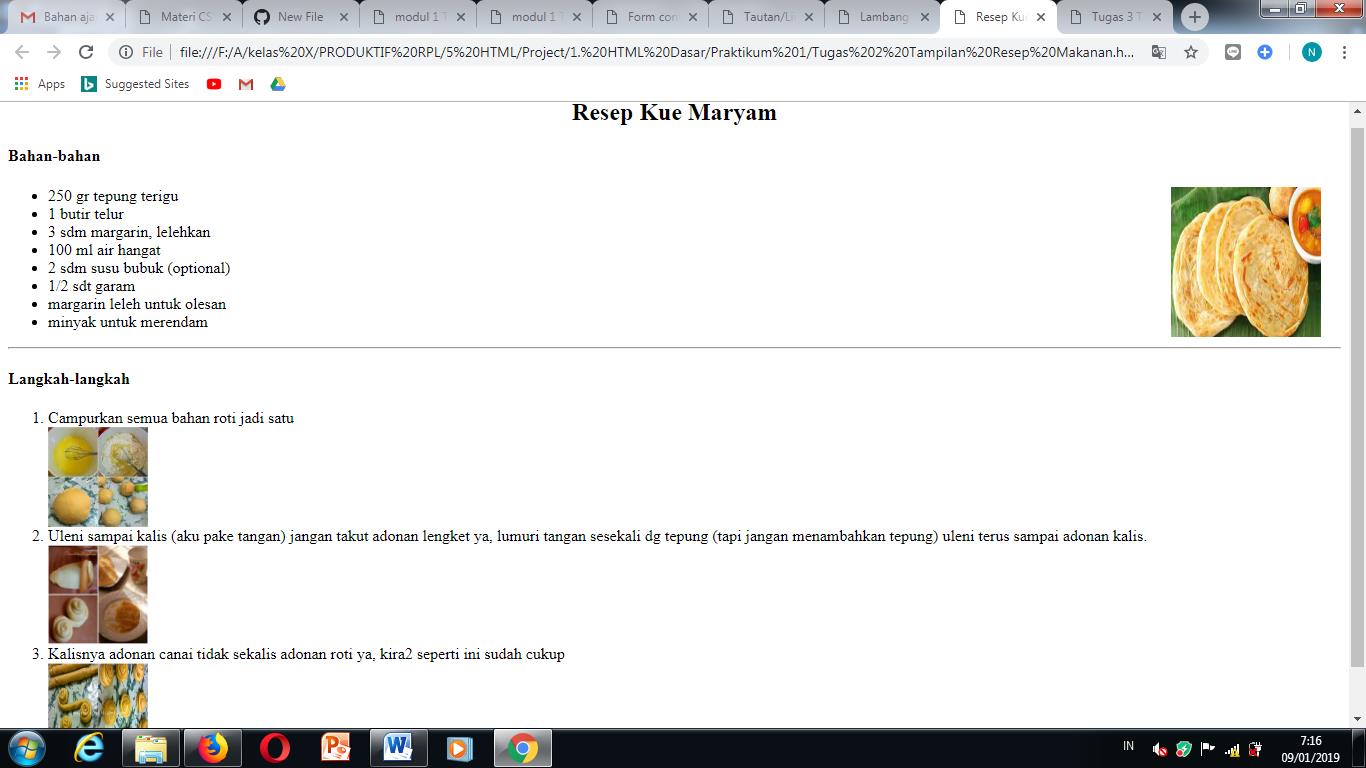 Bahan aja
Materi CS
New File
modul 1 T
modul 1 T
Form con
Tautan/Li
Lambang
Resep Kue
Tugas 3 T
File
file:///F:/A/kelas%20X/PRODUKTIF%20RPL/5%20HTML/Project/1.%20HTML%20Dasar/Praktikum%201/Tugas%202%20Tampilan%20Resep%20Makanan.h...
N
Apps
Suggested Sites
Resep Kue Maryam
Bahan-bahan
• 250 gr tepung terigu
• 1 butir telur
• 3 sdm margarin, lelehkan
• 100 ml air hangat
• 2 sdm susu bubuk (optional)
• 1/2 sdt garam
• margarin leleh untuk olesan
• minyak untuk merendam
Langkah-langkah
1. Campurkan semua bahan roti jadi satu
2. Uleni sampai kalis (aku pake tangan) jangan takut adonan lengket ya, lumuri tangan sesekali dg tepung (tapi jangan menambahkan tepung) uleni terus sampai adonan kalis.
3. Kalisnya adonan canai tidak sekalis adonan roti ya, kira2 seperti ini sudah cukup
IN
7:16
09/01/2019